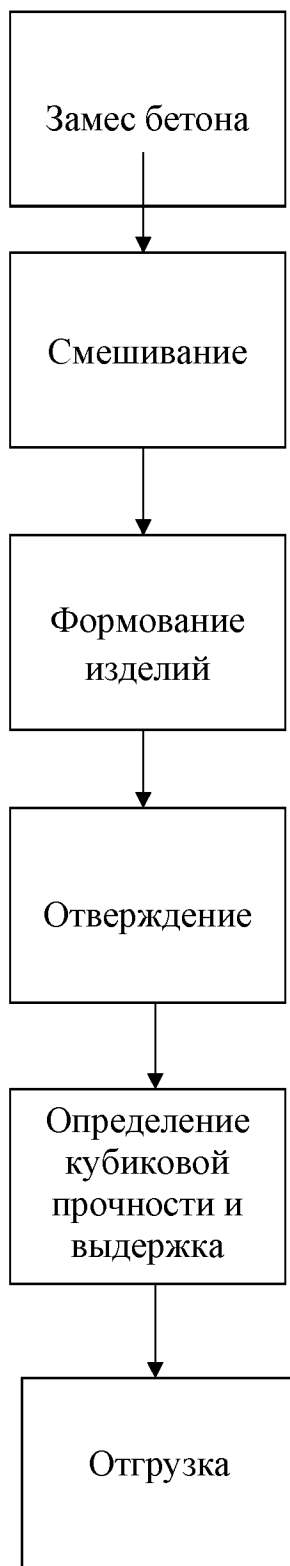 Замес бетона
Смешивание
Формование
изделий
Отверждение
Определение
кубиковой
прочности и
выдержка
Отгрузка